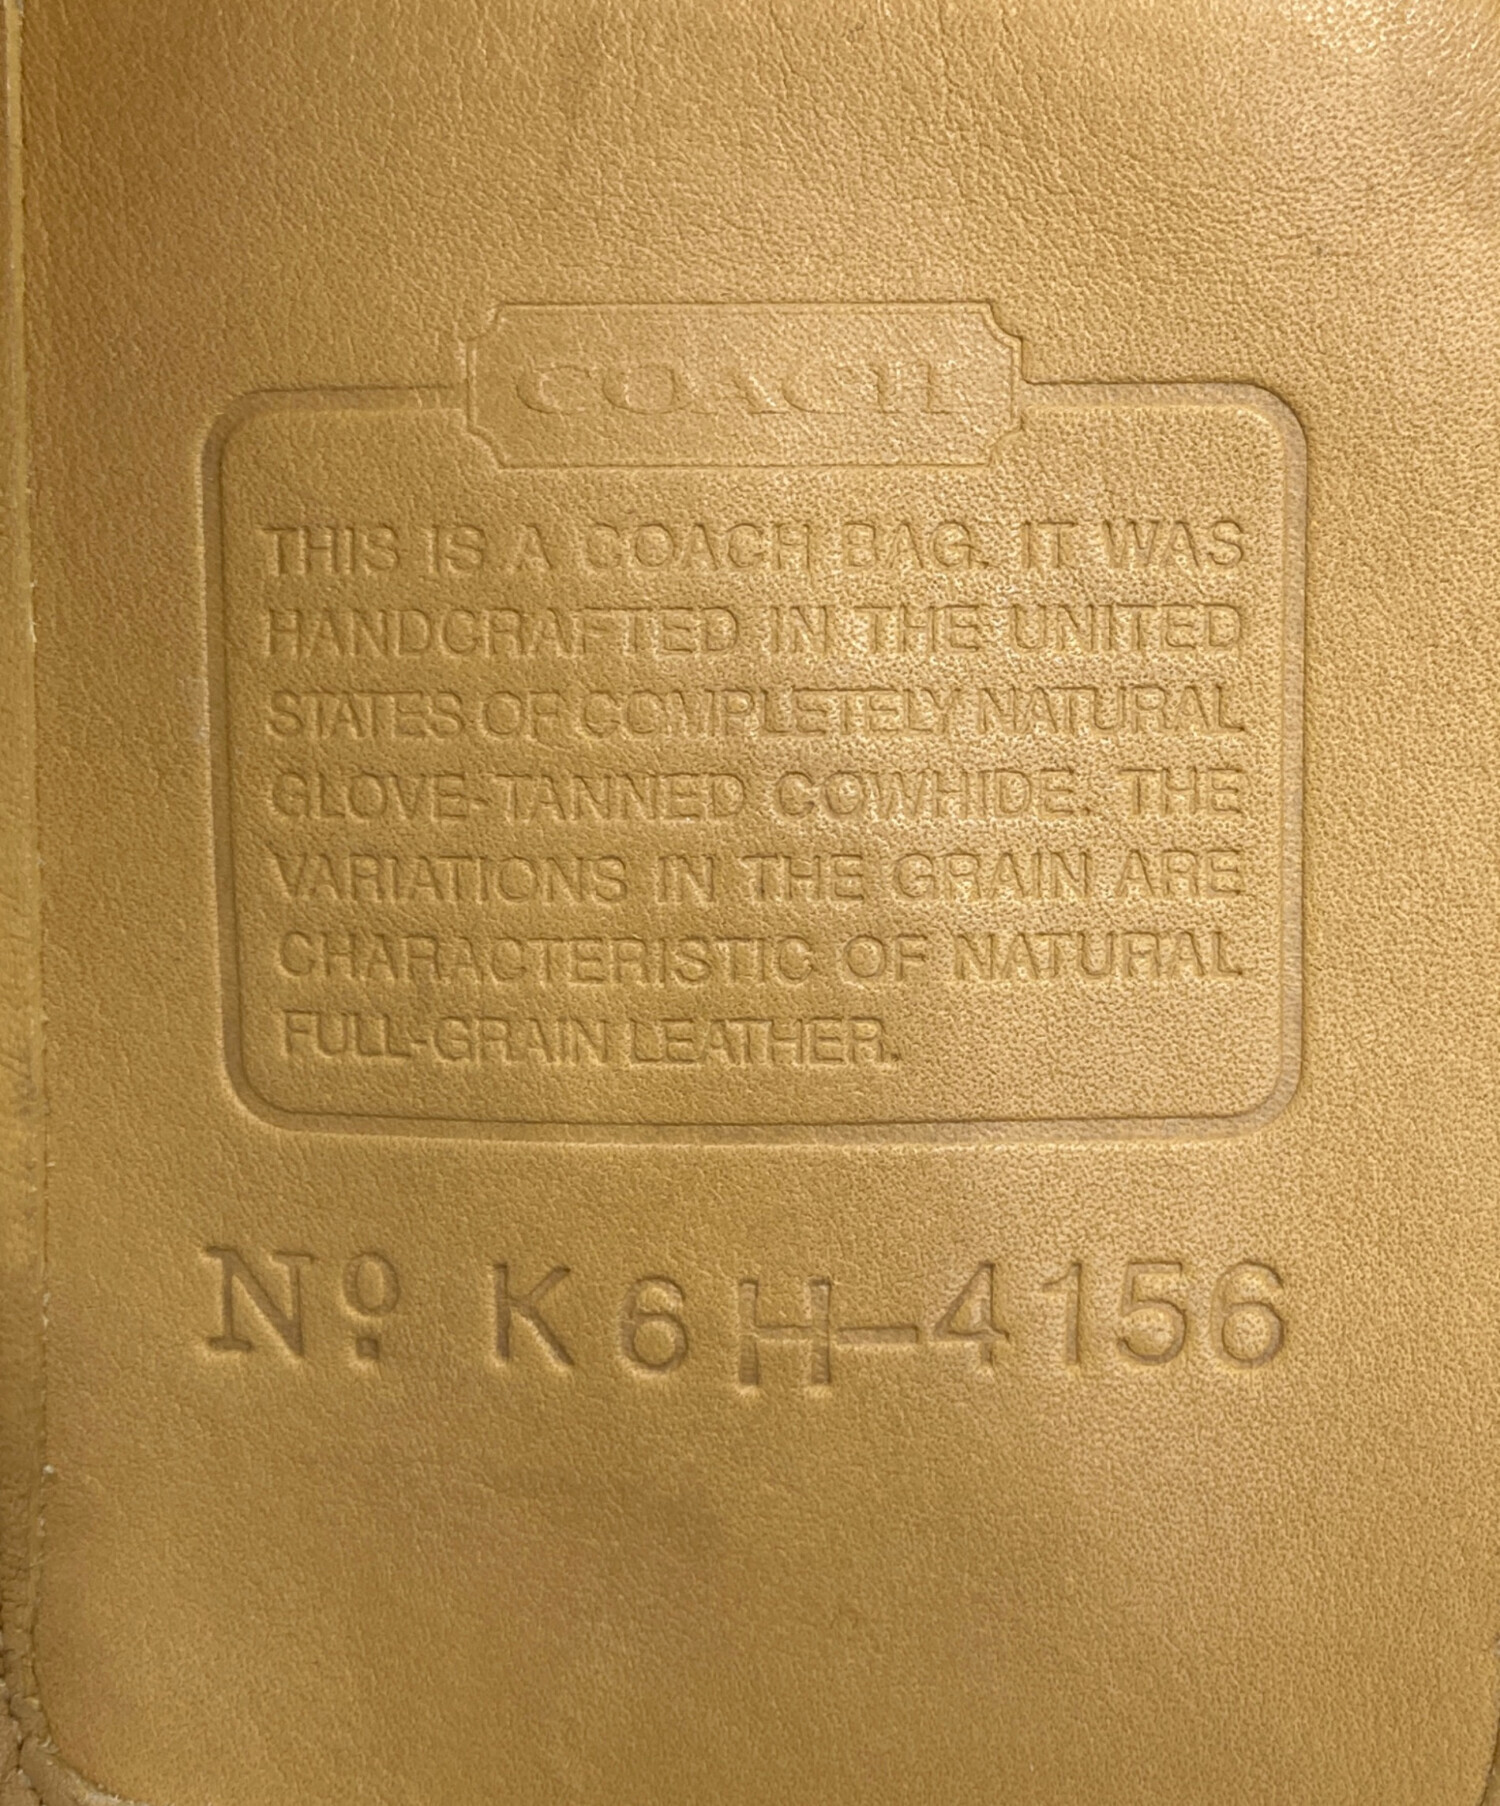 COACH
THIS IS A COACH BAG. IT WAS
HANDCRAFTED IN THE UNITED
STATES OF COMPLETELY NATURAL
GLOVE-TANNED COWHIDE. THE
VARIATIONS IN THE GRAIN ARE
CHARACTERISTIC OF NATURAL
FULL-GRAIN LEATHER.
Nº K6H-4156